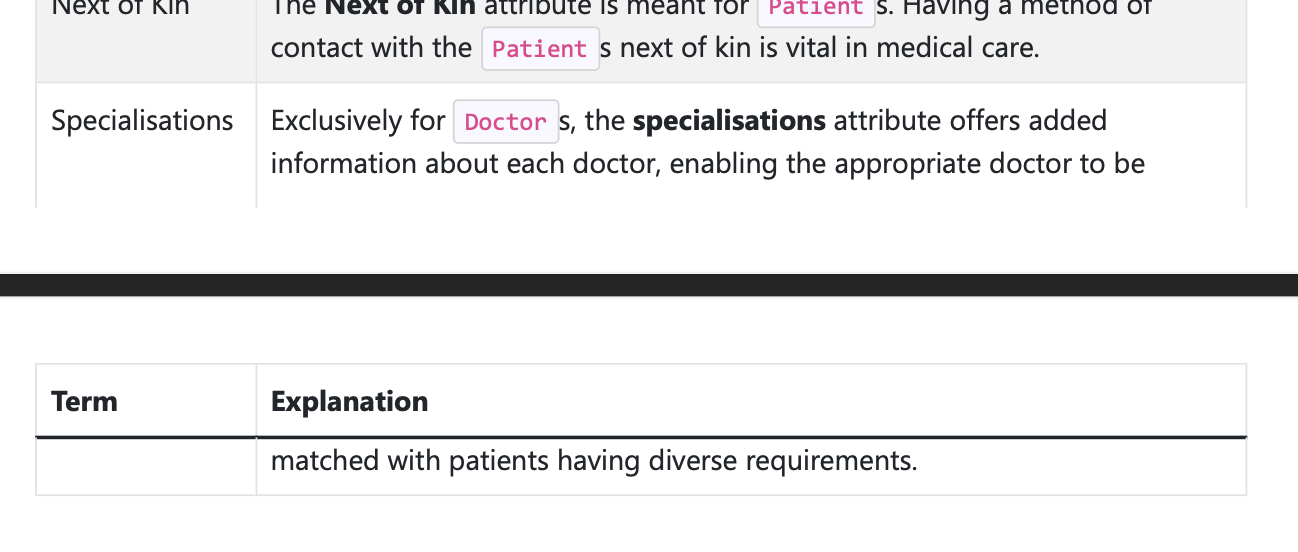 Next of Kin
The Next of Kin attribute is meant for Patient s. Having a method of
contact with the Patient s next of kin is vital in medical care.
Specialisations
Exclusively for Doctor s, the specialisations attribute offers added
information about each doctor, enabling the appropriate doctor to be
Term
Explanation
matched with patients having diverse requirements.